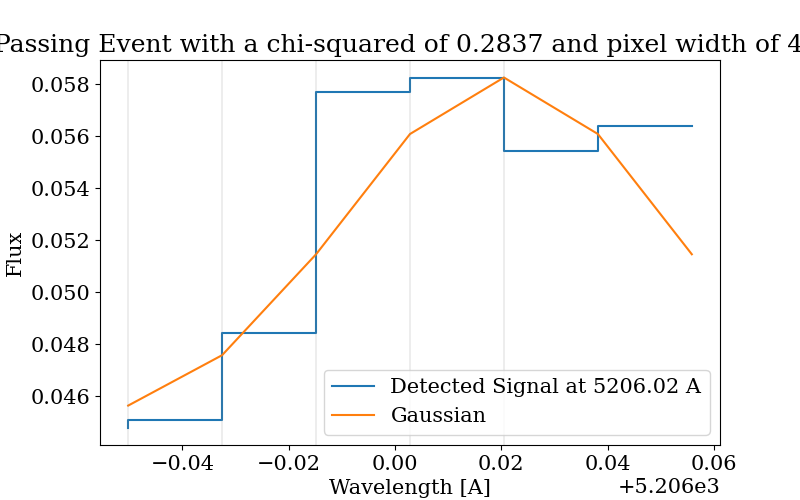 Passing Event with a chi-squared of 0.2837 and pixel width of 4
0.058
0.056
0.054
0.052
0.050
0.048
0.046
Flux
Detected Signal at 5206.02 A
Gaussian
−0.04 −0.02 0.00 0.02 0.04 0.06
Wavelength [A]
+5.206e3